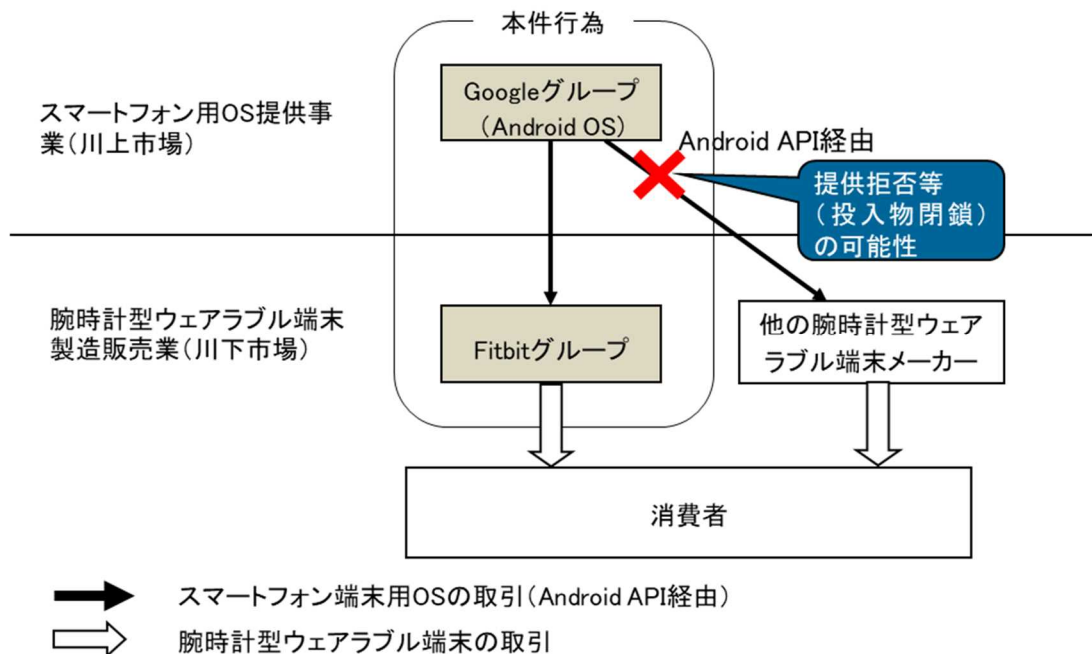 本件行為
Googleグループ
(Android OS)
スマートフォン用OS提供事
業(川上市場)
Android API経由
提供拒否等
(投入物閉鎖)
の可能性
腕時計型ウェアラブル端末
製造販売業(川下市場)
Fitbitグループ
他の腕時計型ウェア
ラブル端末メーカー
消費者
スマートフォン端末用OSの取引(Android API経由)
腕時計型ウェアラブル端末の取引